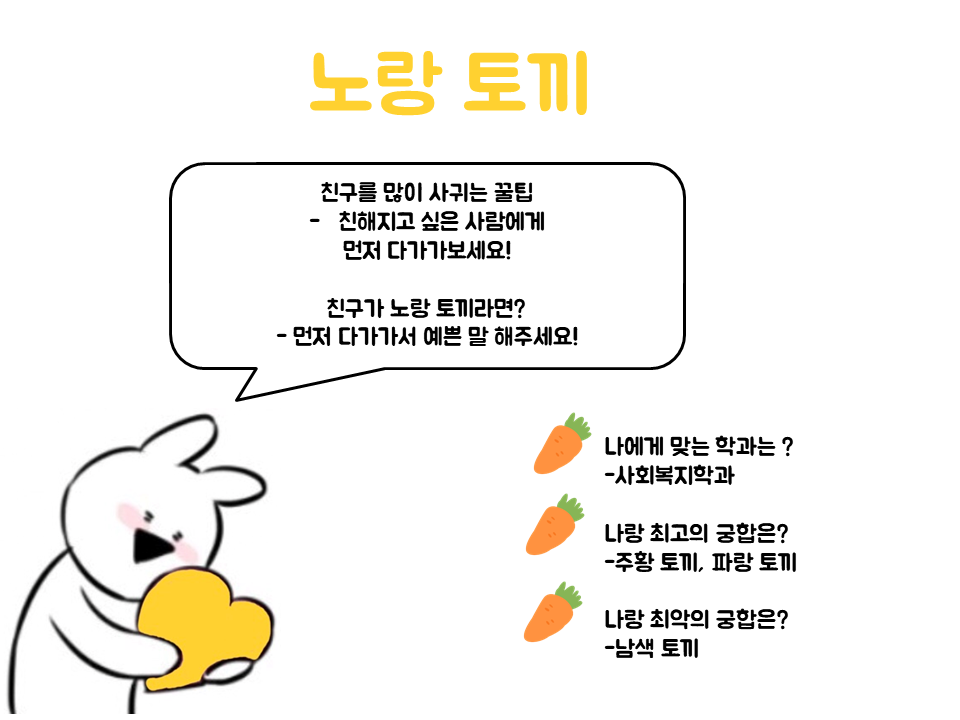 노랑 토끼
친구를 많이 사귀는 꿀팁
- 친해지고 싶은 사람에게
먼저 다가가보세요!
친구가 노랑 토끼라면?
- 먼저 다가가서 예쁜 말 해주세요!
나에게 맞는 학과는 ?
-사회복지학과
나랑 최고의 궁합은?
-주황 토끼, 파랑 토끼
나랑 최악의 궁합은?
-남색 토끼